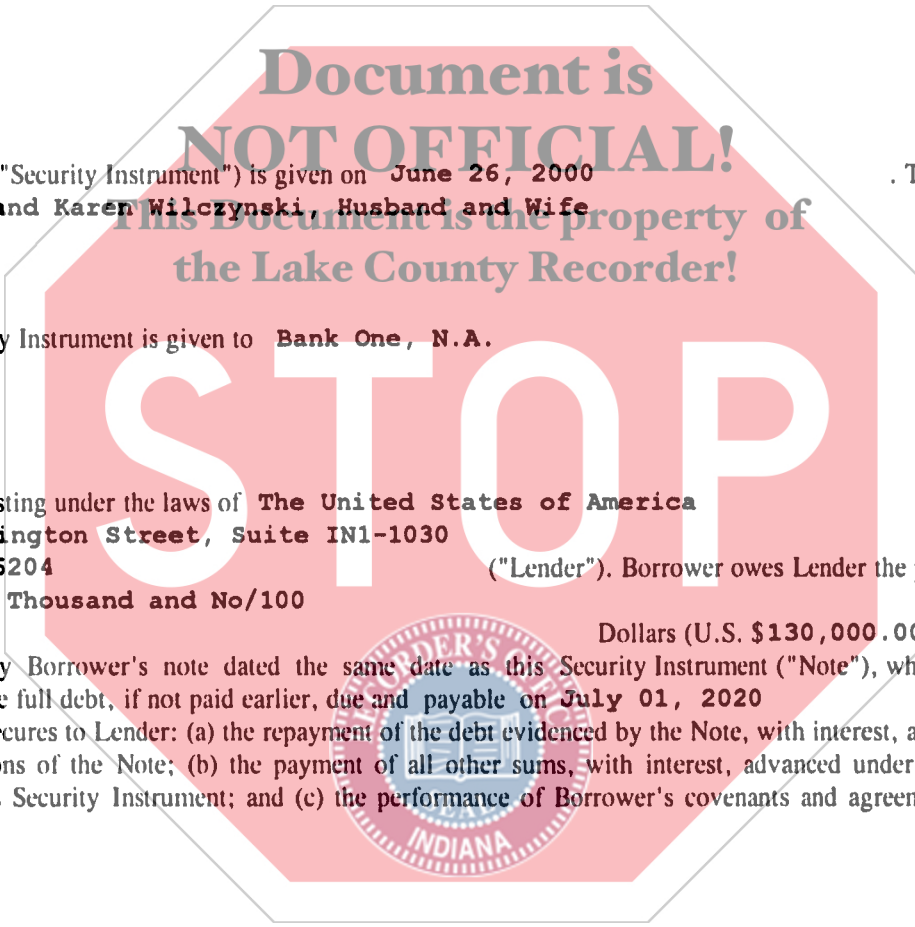 Document is
NOT OFFICIAL!
"Security Instrument") is given on June 26, 2000 . T
and Karen Wilczynski, Husband and Wife
This Document is the property of
the Lake County Recorder!
y Instrument is given to Bank One, N.A.
STOP
sting under the laws of The United States of America
ington Street, Suite IN1-1030
5204 ("Lender"). Borrower owes Lender the
Thousand and No/100
Dollars (U.S. $130,000.00
y Borrower's note dated the same date as this Security Instrument ("Note"), wh
e full debt, if not paid earlier, due and payable on July 01, 2020
cures to Lender: (a) the repayment of the debt evidenced by the Note, with interest, a
ons of the Note; (b) the payment of all other sums, with interest, advanced under
Security Instrument; and (c) the performance of Borrower's covenants and agreen
SEAL
INDIANA